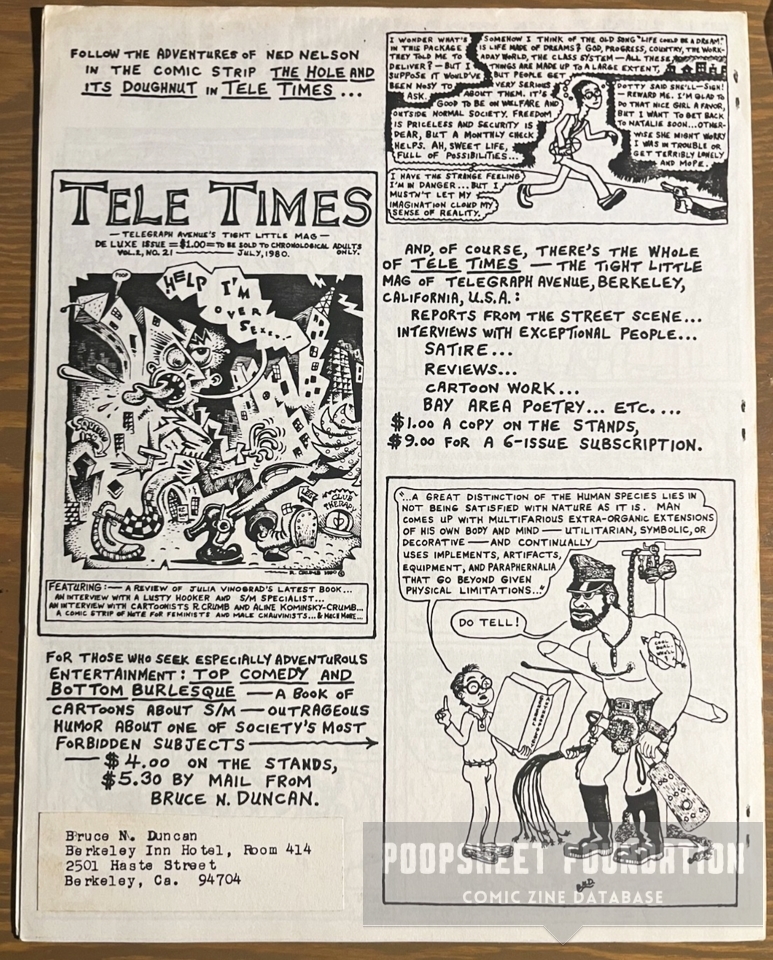 FOLLOW THE ADVENTURES OF NED NELSON
IN THE COMIC STRIP THE HOLE AND
ITS DOUGHNUT IN TELE TIMES...
I WONDER WHAT'S
IN THIS PACKAGE
THEY TOLD ME TO
DELIVER? — BUT I
SUPPOSE IT WOULD'VE
BEEN NOSY TO
ASK.
SOMEHOW I THINK OF THE OLD SONG "LIFE COULD BE A DREAM."
IS LIFE MADE OF DREAMS? GOD, PROGRESS, COUNTRY, THE WORK-
ADAY WORLD, THE CLASS SYSTEM — ALL THESE
THINGS ARE MADE UP TO A LARGE EXTENT,
BUT PEOPLE GET
VERY SERIOUS
ABOUT THEM. IT'S
GOOD TO BE ON WELFARE AND
OUTSIDE NORMAL SOCIETY. FREEDOM
IS PRICELESS AND SECURITY IS
DEAR, BUT A MONTHLY CHECK
HELPS. AH, SWEET LIFE,
FULL OF POSSIBILITIES...
DOTTY SAID SHE'LL — SIGH!
— REWARD ME. I'M GLAD TO
DO THAT NICE GIRL A FAVOR,
BUT I WANT TO GET BACK
TO NATALIE SOON...OTHER-
WISE SHE MIGHT WORRY
I WAS IN TROUBLE OR
GET TERRIBLY LONELY
AND MOPE.
I HAVE THE STRANGE FEELING
I'M IN DANGER...BUT I
MUSTN'T LET MY
IMAGINATION CLOUD MY
SENSE OF REALITY.
TELE TIMES
— TELEGRAPH AVENUE'S TIGHT LITTLE MAG —
DE LUXE ISSUE = $1.00 = TO BE SOLD TO CHRONOLOGICAL ADULTS
ONLY.
VOL.2, NO. 21 JULY, 1980.
POOP
HELP I'M
OVER
SEXED...
CLUB
THERAPY
R. CRUMB 1980 ©
FEATURING: — A REVIEW OF JULIA VINOGRAD'S LATEST BOOK...
AN INTERVIEW WITH A LUSTY HOOKER AND S/M SPECIALIST...
AN INTERVIEW WITH CARTOONISTS R. CRUMB AND ALINE KOMINSKY-CRUMB...
A COMIC STRIP OF HATE FOR FEMINISTS AND MALE CHAUVINISTS...& MUCH MORE...
AND, OF COURSE, THERE'S THE WHOLE
OF TELE TIMES — THE TIGHT LITTLE
MAG OF TELEGRAPH AVENUE, BERKELEY,
CALIFORNIA, U.S.A.:
REPORTS FROM THE STREET SCENE...
INTERVIEWS WITH EXCEPTIONAL PEOPLE...
SATIRE...
REVIEWS...
CARTOON WORK...
BAY AREA POETRY... ETC....
$1.00 A COPY ON THE STANDS,
$9.00 FOR A 6-ISSUE SUBSCRIPTION.
FOR THOSE WHO SEEK ESPECIALLY ADVENTUROUS
ENTERTAINMENT: TOP COMEDY AND
BOTTOM BURLESQUE — A BOOK OF
CARTOONS ABOUT S/M — OUTRAGEOUS
HUMOR ABOUT ONE OF SOCIETY'S MOST
FORBIDDEN SUBJECTS
— $4.00 ON THE STANDS,
$5.30 BY MAIL FROM
BRUCE N. DUNCAN.
Bruce N. Duncan
Berkeley Inn Hotel, Room 414
2501 Haste Street
Berkeley, Ca. 94704
"...A GREAT DISTINCTION OF THE HUMAN SPECIES LIES IN
NOT BEING SATISFIED WITH NATURE AS IT IS. MAN
COMES UP WITH MULTIFARIOUS EXTRA-ORGANIC EXTENSIONS
OF HIS OWN BODY AND MIND — UTILITARIAN, SYMBOLIC, OR
DECORATIVE — AND CONTINUALLY
USES IMPLEMENTS, ARTIFACTS,
EQUIPMENT, AND PARAPHERNALIA
THAT GO BEYOND GIVEN
PHYSICAL LIMITATIONS..."
DO TELL!
BND
POOPSHEET FOUNDATION
COMIC ZINE DATABASE